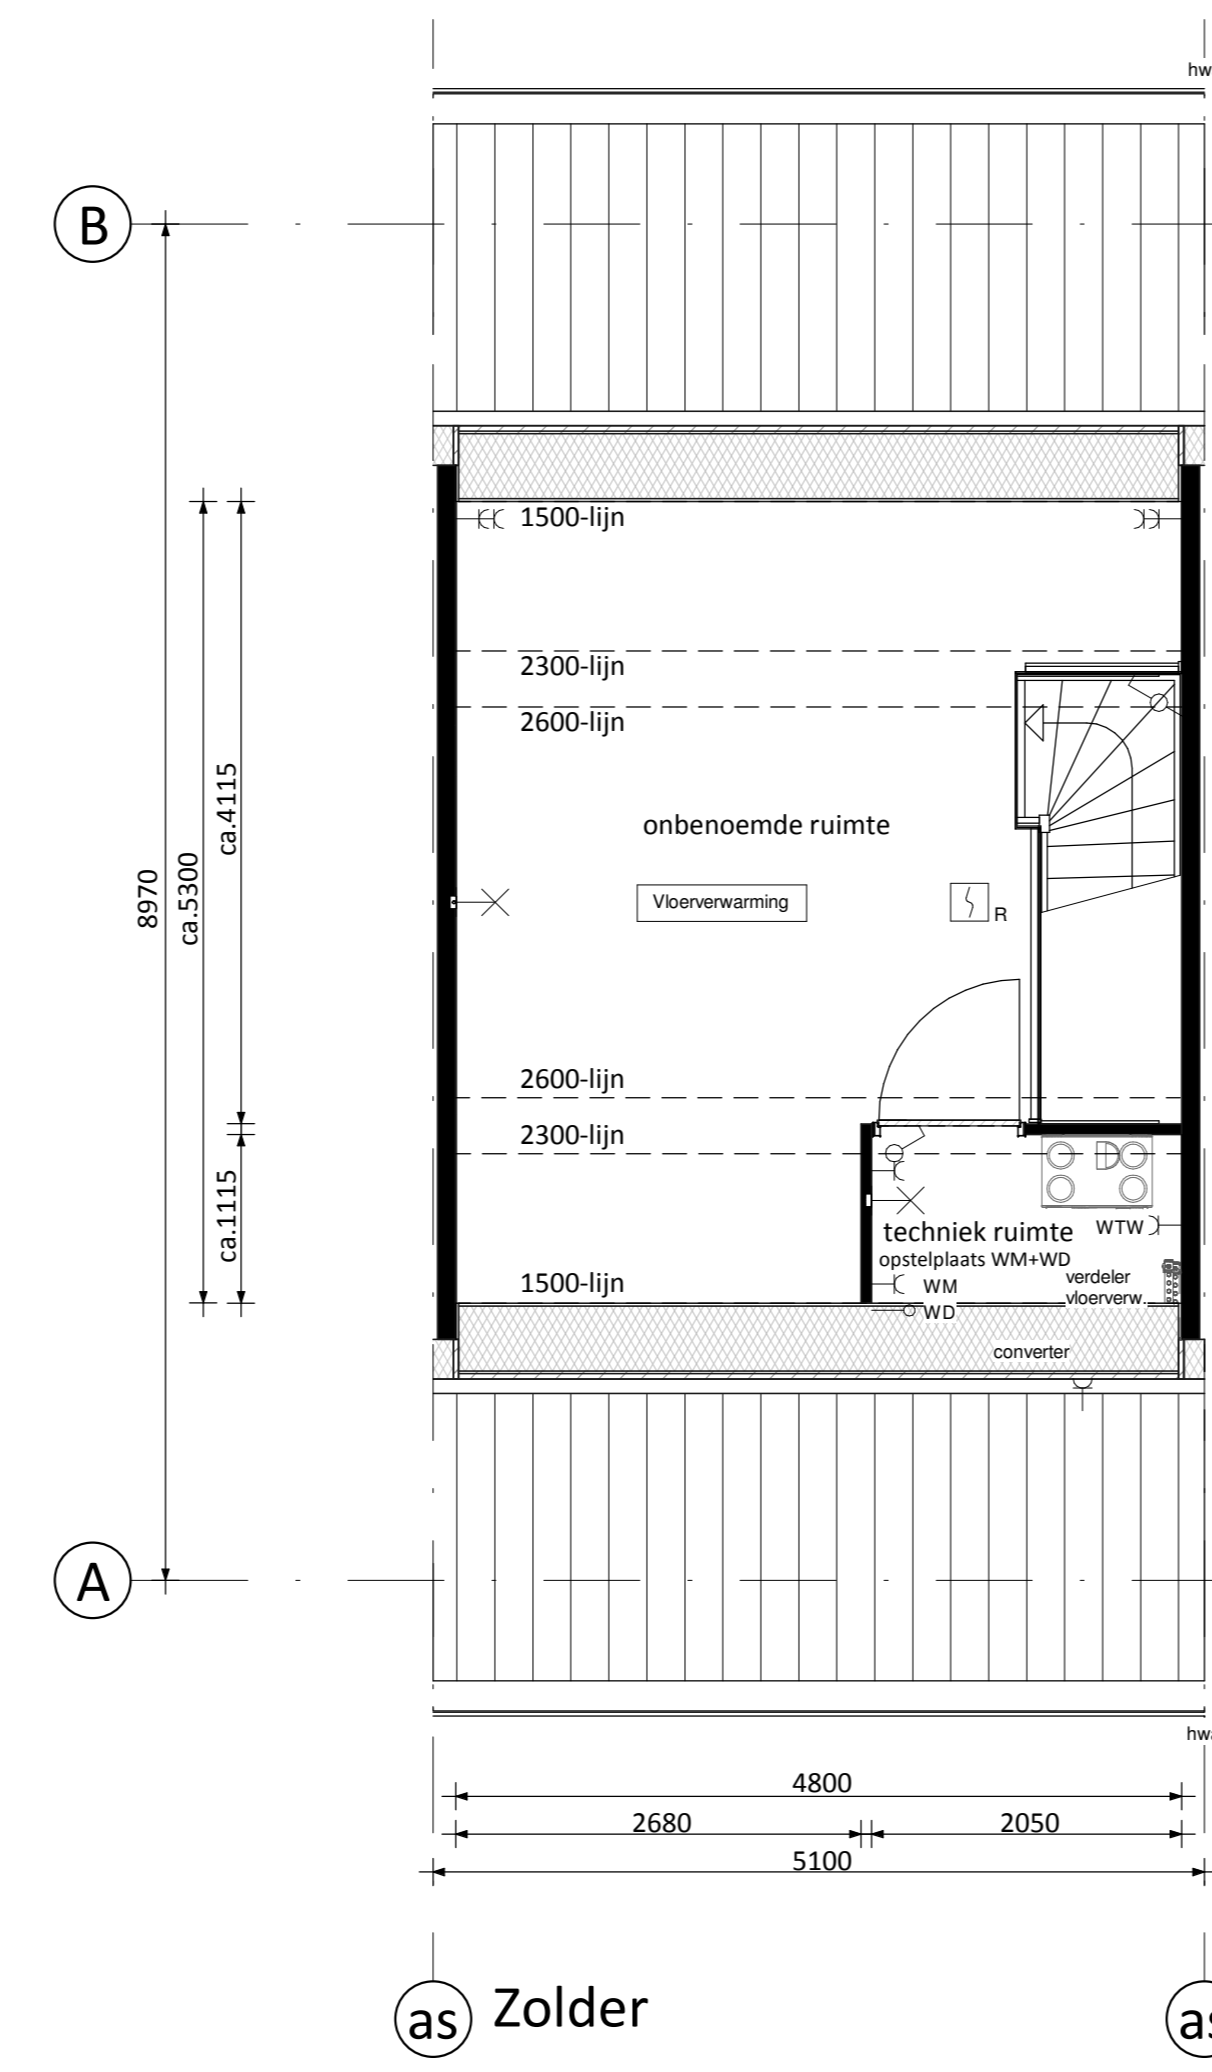 hw
B
1500-lijn
2300-lijn
2600-lijn
onbenoemde ruimte
Vloerverwarming
R
8970
ca.5300
ca.4115
2600-lijn
2300-lijn
ca.1115
techniek ruimte
WTW
opstelplaats WM+WD
1500-lijn
WM
verdeler
vloerverw.
WD
converter
A
hwa
4800
2680
2050
5100
as
Zolder
as